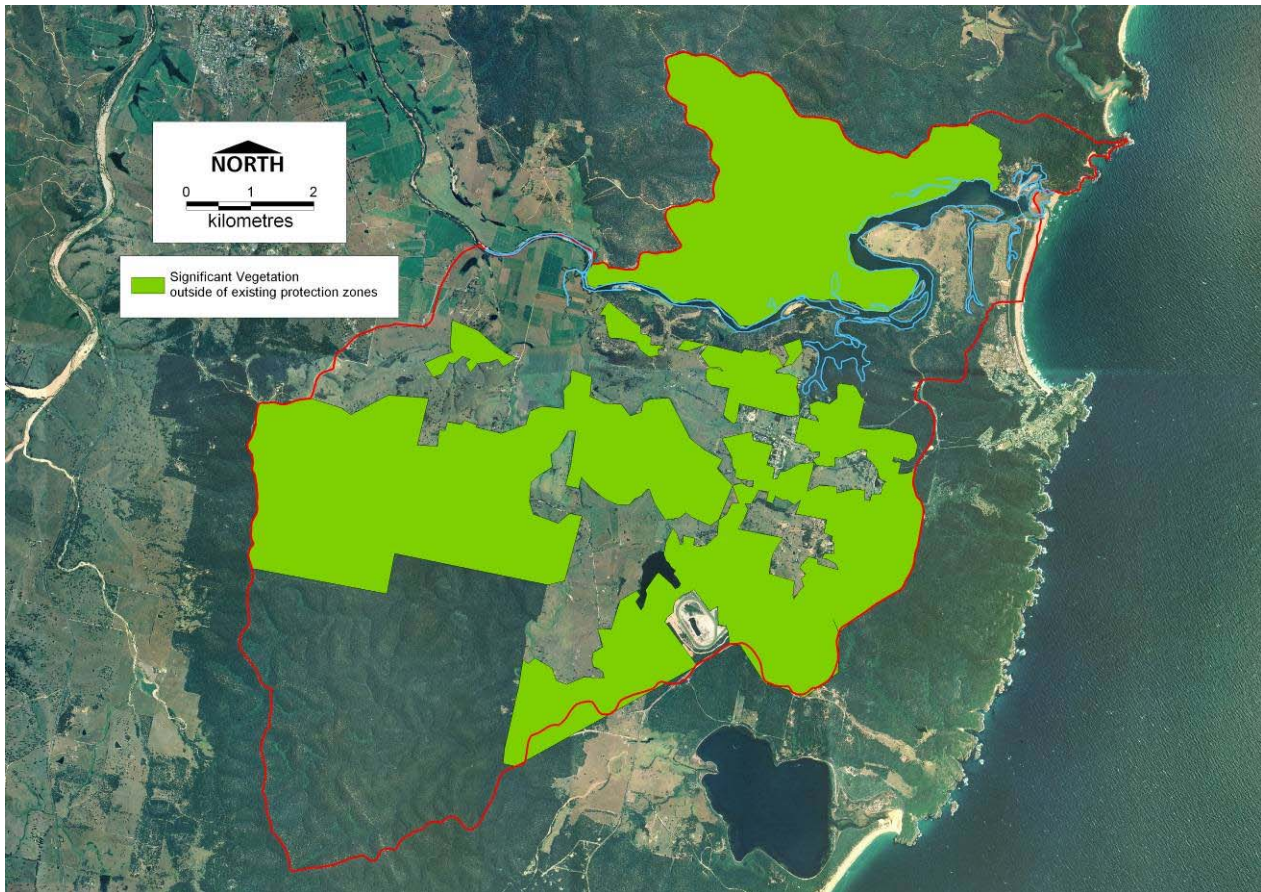 NORTH
0 1 2
kilometres
Significant Vegetation
outside of existing protection zones